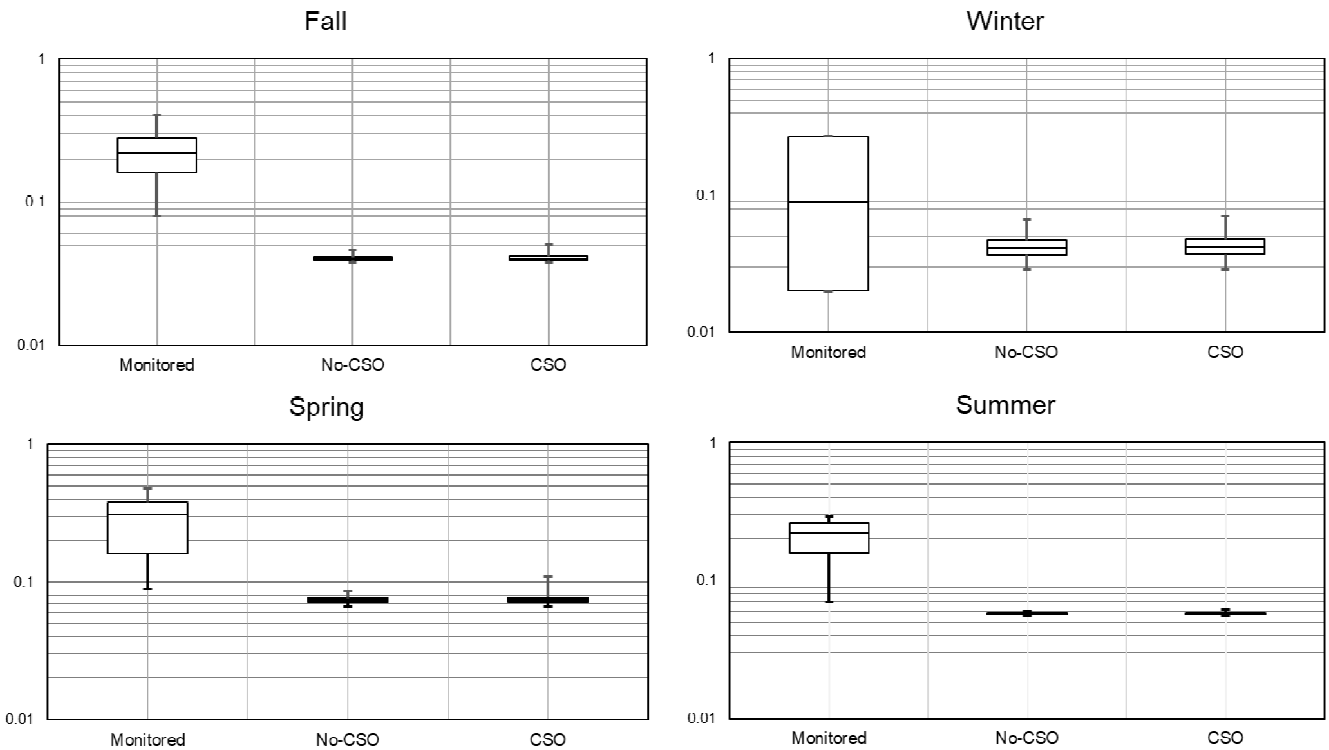 Fall
1
0.1
0.01
Monitored No-CSO CSO
Winter
1
0.1
0.01
Monitored No-CSO CSO
Spring
1
0.1
0.01
Monitored No-CSO CSO
Summer
1
0.1
0.01
Monitored No-CSO CSO